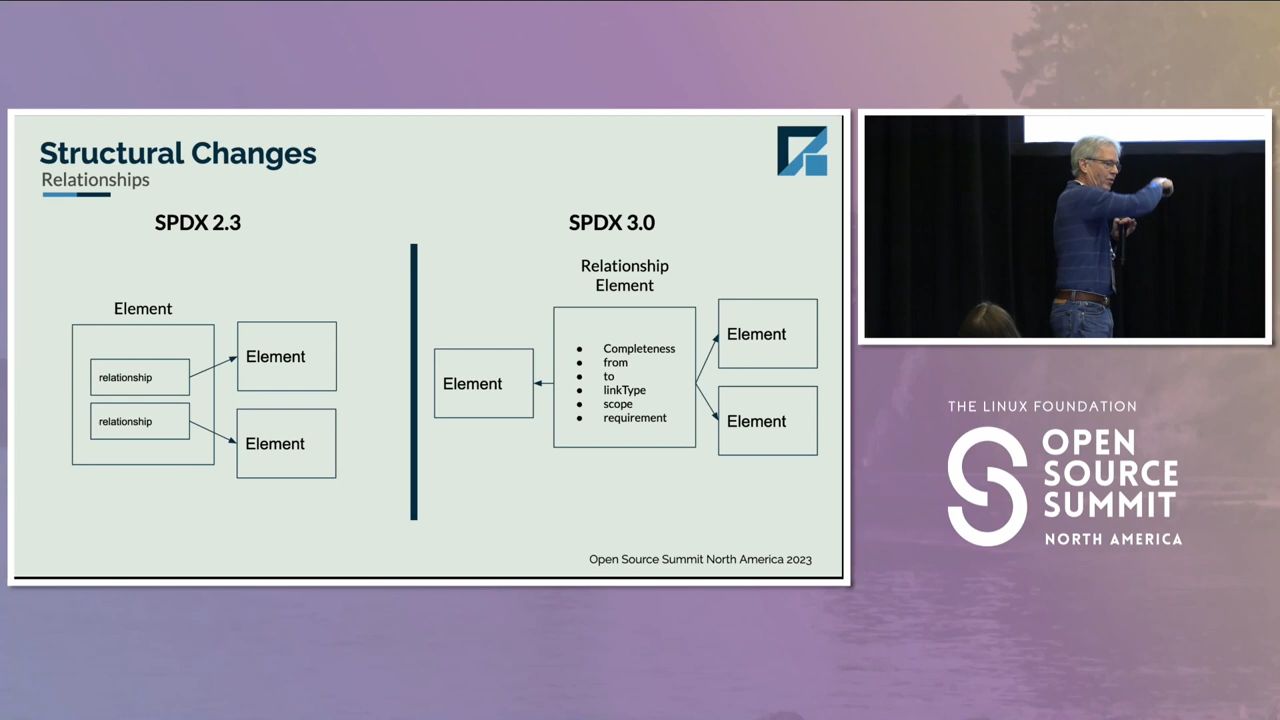 Structural Changes
Relationships
SPDX 2.3
Element
relationship
relationship
Element
Element
SPDX 3.0
Relationship
Element
Element
• Completeness
• from
• to
• linkType
• scope
• requirement
Element
Element
Open Source Summit North America 2023
THE LINUX FOUNDATION
OPEN
SOURCE
SUMMIT
NORTH AMERICA